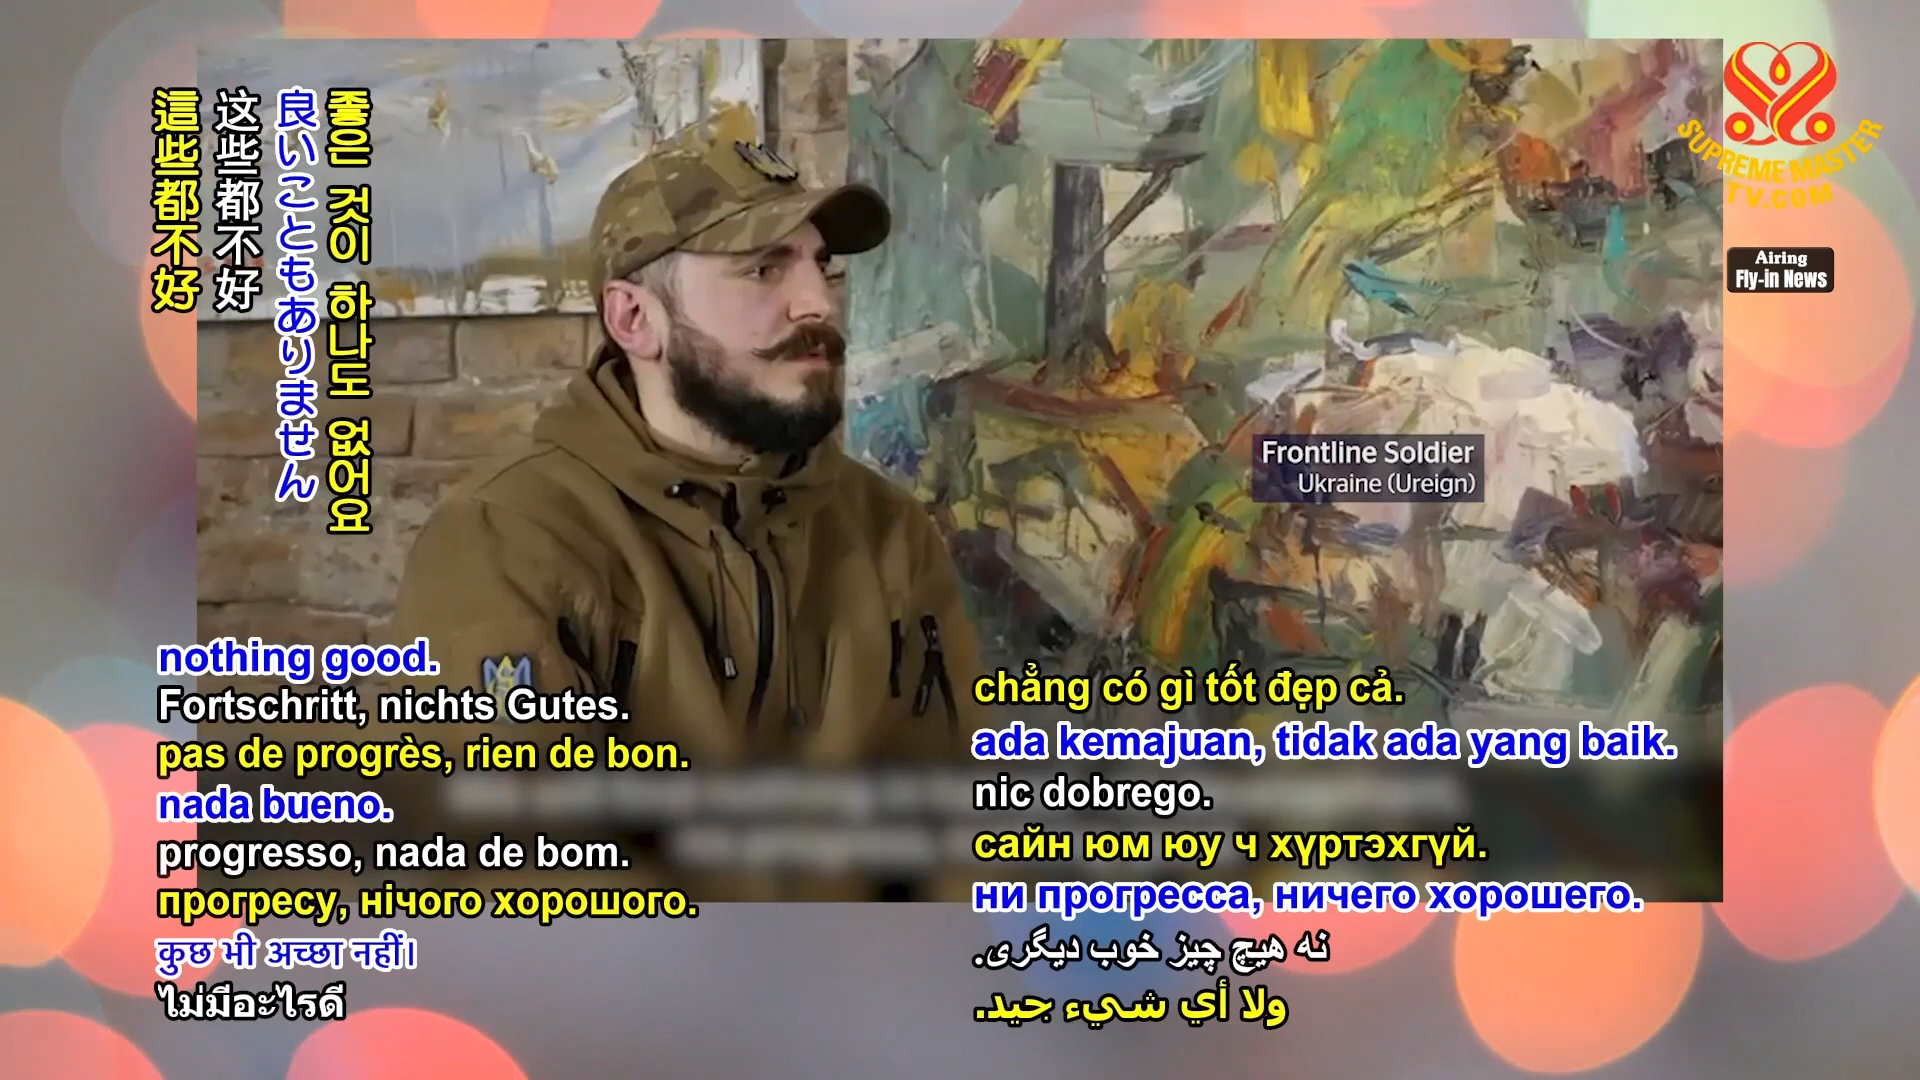 這些都不好
这些都不好
良いこともありません
좋은 것이 하나도 없어요
SUPREME MASTER
TV.COM
Airing
Fly-in News
Frontline Soldier
Ukraine (Ureign)
nothing good.
Fortschritt, nichts Gutes.
pas de progrès, rien de bon.
nada bueno.
progresso, nada de bom.
прогресу, нічого хорошого.
कुछ भी अच्छा नहीं।
ไม่มีอะไรดี
chẳng có gì tốt đẹp cả.
ada kemajuan, tidak ada yang baik.
nic dobrego.
сайн юм юу ч хүртэхгүй.
ни прогресса, ничего хорошего.
نه هیچ چیز خوب دیگری.
ولا أي شيء جيد.